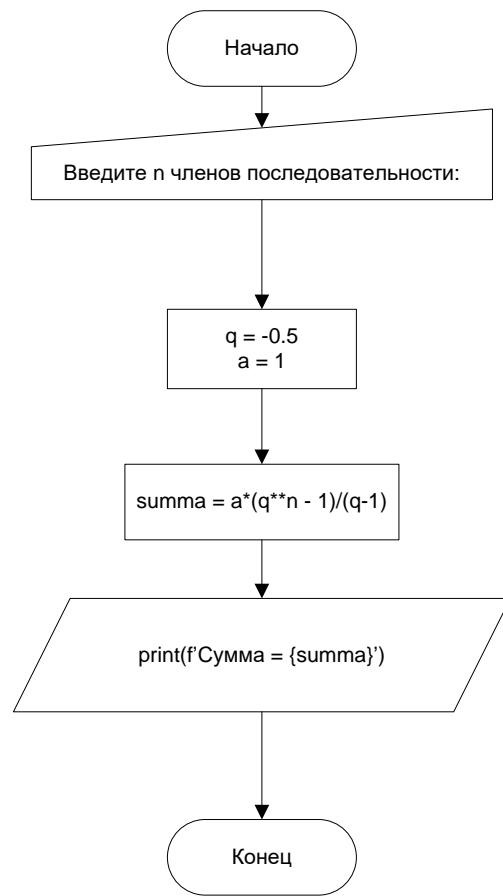 Начало
Введите n членов последовательности:
q = -0.5
a = 1
summa = a*(q**n - 1)/(q-1)
print(f’Сумма = {summa}’)
Конец